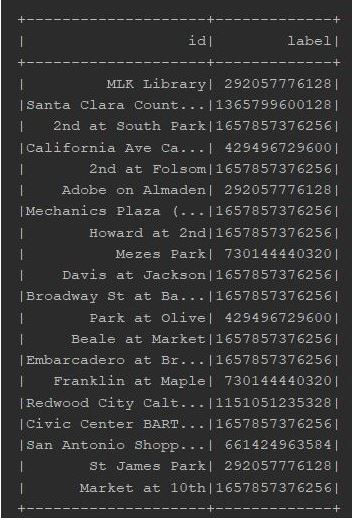 +--------------------+-------------+
|                  id|        label|
+--------------------+-------------+
|         MLK Library| 292057776128|
|Santa Clara Count...|1365799600128|
|   2nd at South Park|1657857376256|
|California Ave Ca...| 429496729600|
|       2nd at Folsom|1657857376256|
|    Adobe on Almaden| 292057776128|
|Mechanics Plaza (...|1657857376256|
|       Howard at 2nd|1657857376256|
|          Mezes Park| 730144440320|
|    Davis at Jackson|1657857376256|
|Broadway St at Ba...|1657857376256|
|       Park at Olive| 429496729600|
|     Beale at Market|1657857376256|
|Embarcadero at Br...|1657857376256|
|   Franklin at Maple| 730144440320|
|Redwood City Calt...|1151051235328|
|Civic Center BART...|1657857376256|
|San Antonio Shopp...| 661424963584|
|       St James Park| 292057776128|
|      Market at 10th|1657857376256|
+--------------------+-------------+